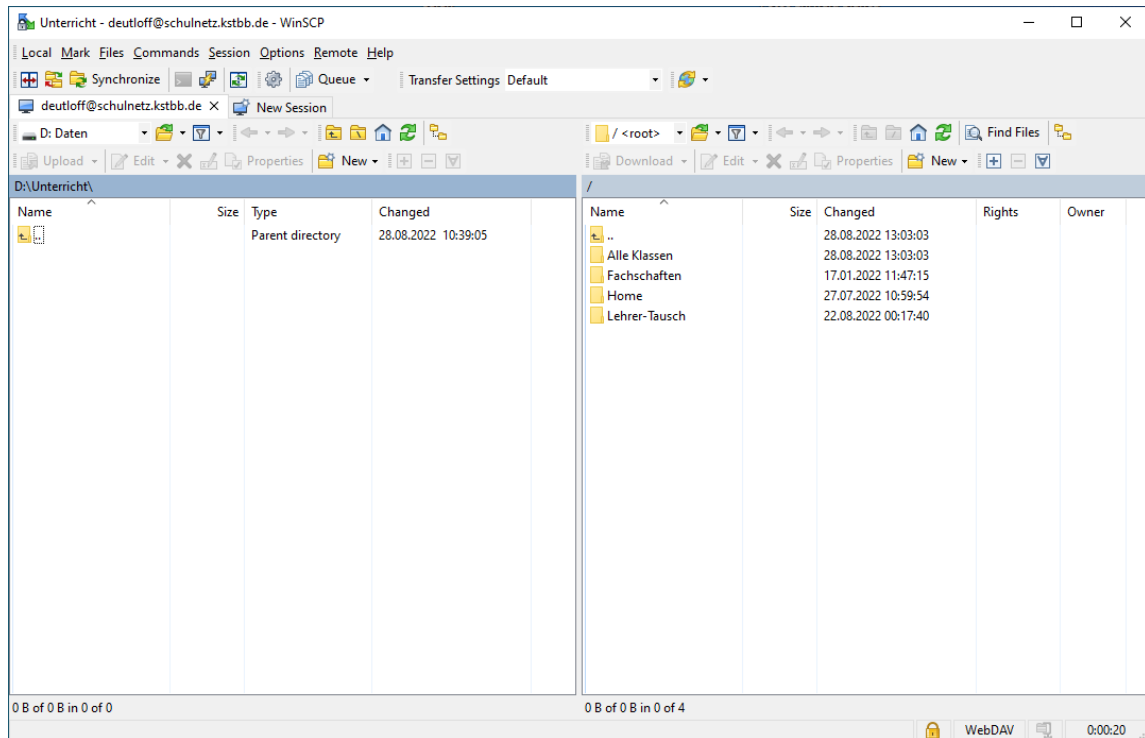 Unterricht - deutloff@schulnetz.kstbb.de - WinSCP
Local Mark Files Commands Session Options Remote Help
Synchronize Queue Transfer Settings Default
deutloff@schulnetz.kstbb.de X New Session
D: Daten / <root> Find Files
Upload Edit Properties New Download Edit Properties New
D:\Unterricht\ /
Name Size Type Changed Name Size Changed Rights Owner
.. Parent directory 28.08.2022 10:39:05 .. 28.08.2022 13:03:03
Alle Klassen 28.08.2022 13:03:03
Fachschaften 17.01.2022 11:47:15
Home 27.07.2022 10:59:54
Lehrer-Tausch 22.08.2022 00:17:40
0 B of 0 B in 0 of 0 0 B of 0 B in 0 of 4
WebDAV 0:00:20